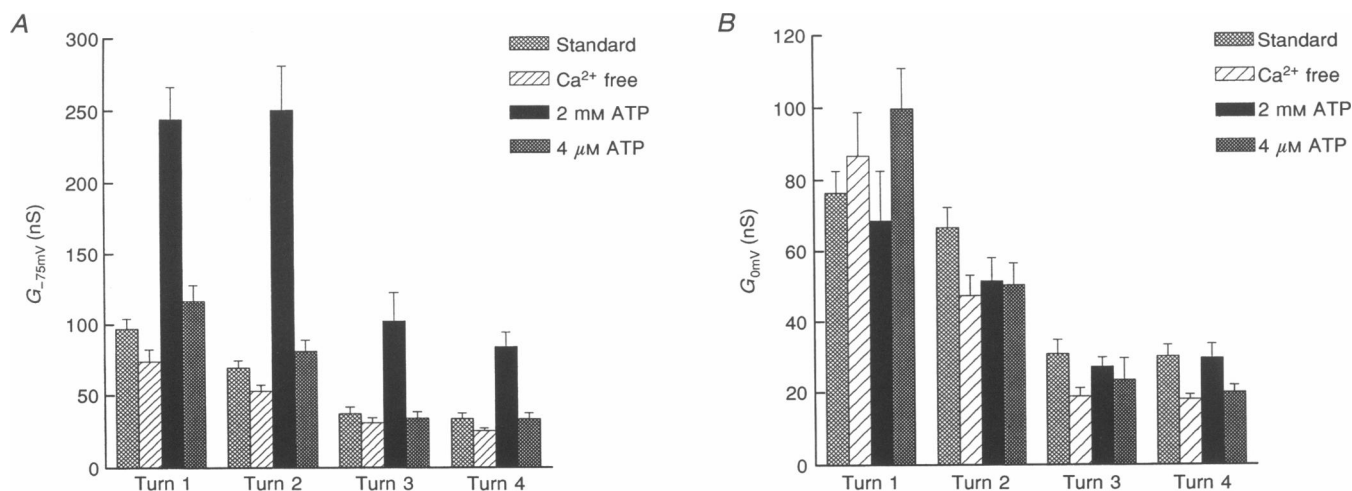 A
300
250
200
150
100
50
0
G₋₇₅mV (nS)
Standard
Ca²⁺ free
2 mM ATP
4 μM ATP
Turn 1 Turn 2 Turn 3 Turn 4
B
120
100
80
60
40
20
0
G₀mV (nS)
Standard
Ca²⁺ free
2 mM ATP
4 μM ATP
Turn 1 Turn 2 Turn 3 Turn 4